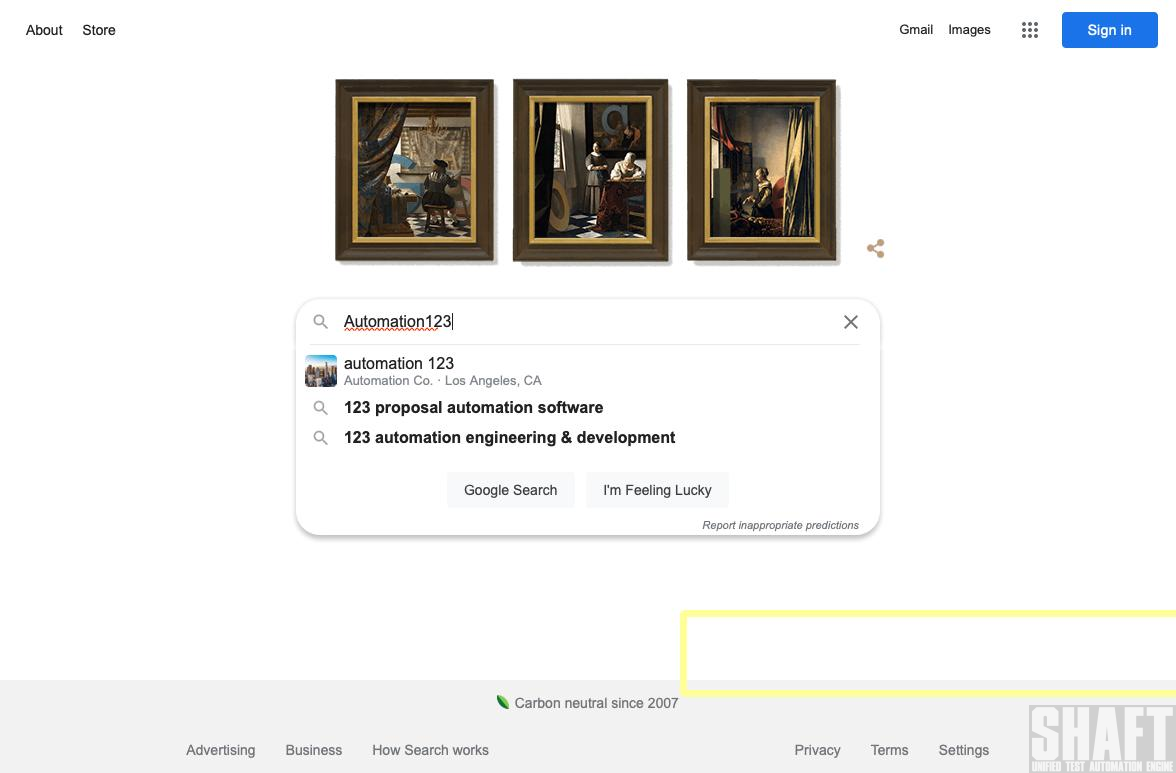 About Store Gmail Images Sign in
Automation123
automation 123
Automation Co. · Los Angeles, CA
123 proposal automation software
123 automation engineering & development
Google Search I'm Feeling Lucky
Report inappropriate predictions
Carbon neutral since 2007
Advertising Business How Search works Privacy Terms Settings
SHAFT
UNIFIED TEST AUTOMATION ENGINE